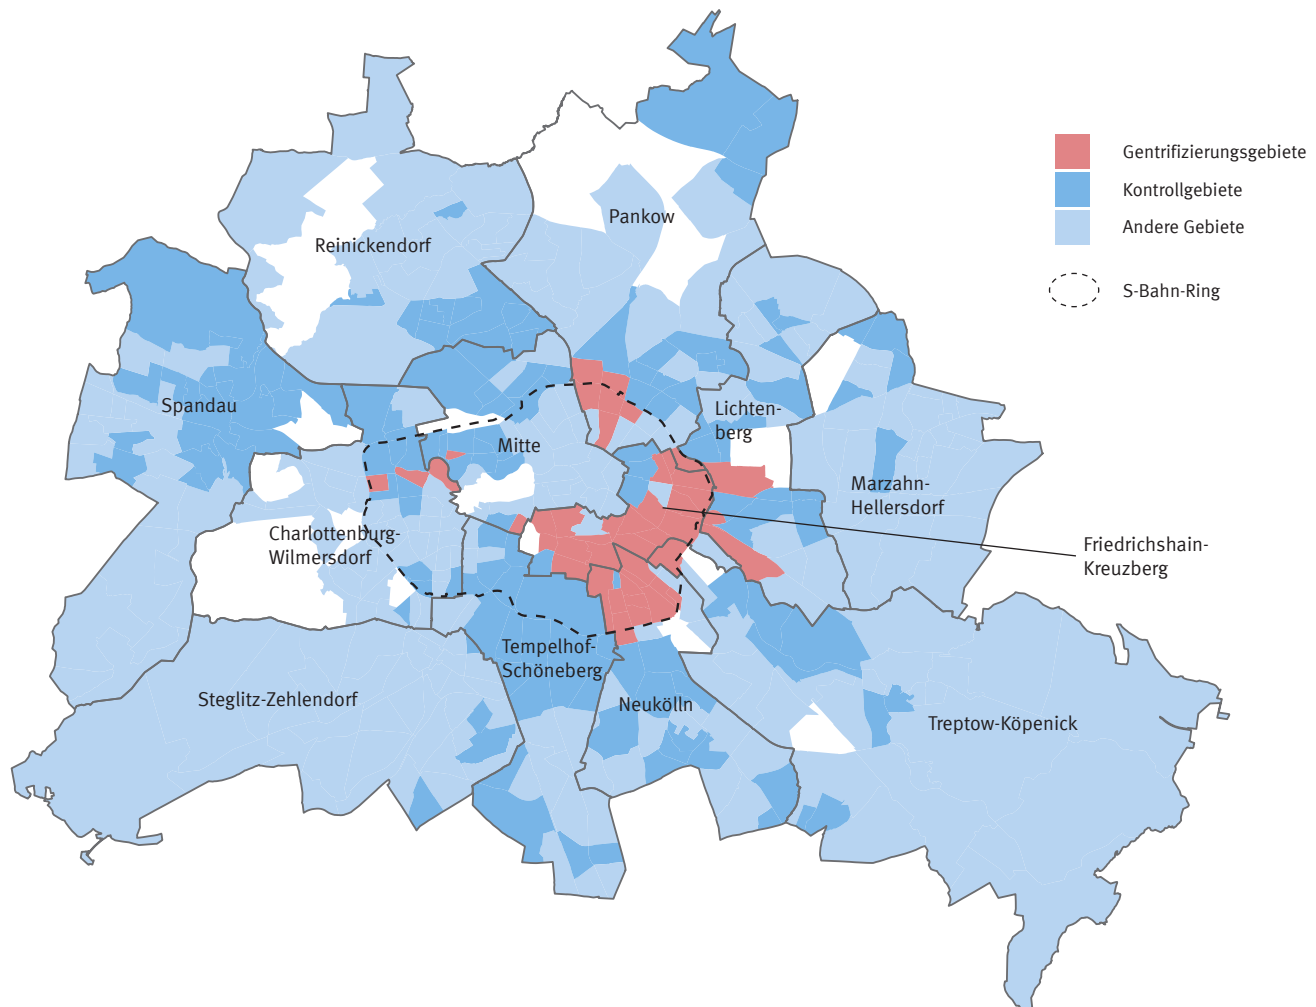 Gentrifizierungsgebiete
Kontrollgebiete
Andere Gebiete
S-Bahn-Ring
Pankow
Reinickendorf
Spandau
Lichten-
berg
Mitte
Marzahn-
Hellersdorf
Charlottenburg-
Wilmersdorf
Friedrichshain-
Kreuzberg
Tempelhof-
Schöneberg
Steglitz-Zehlendorf
Neukölln
Treptow-Köpenick